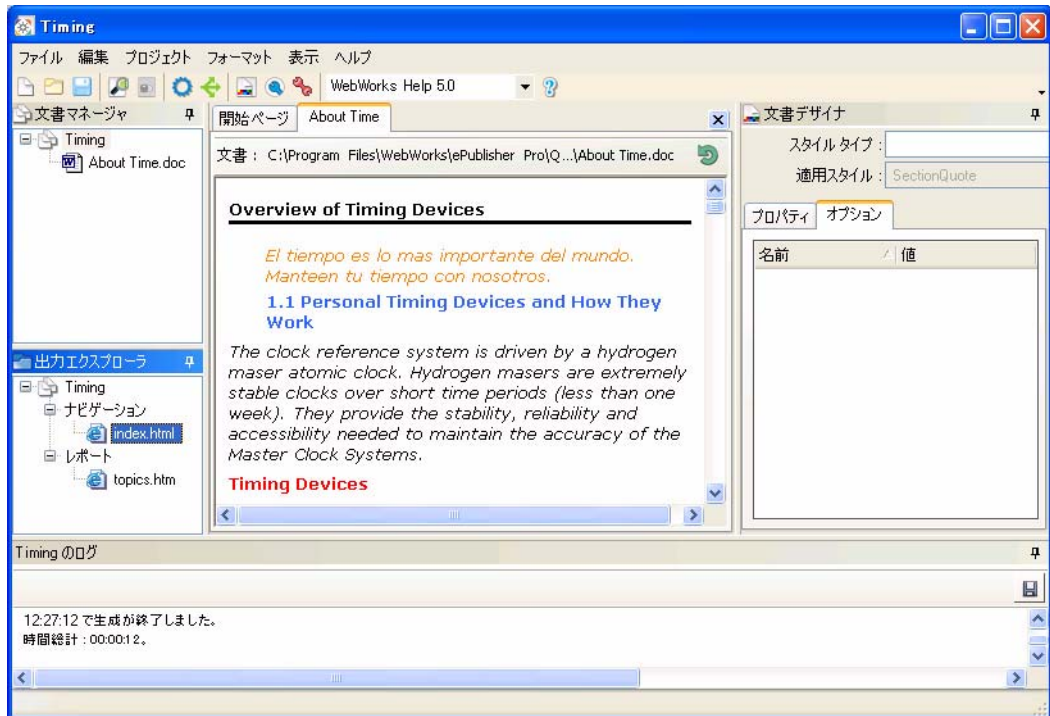 Timing
ファイル 編集 プロジェクト フォーマット 表示 ヘルプ
WebWorks Help 5.0
文書マネージャ
Timing
About Time.doc
出力エクスプローラ
Timing
ナビゲーション
index.html
レポート
topics.htm
開始ページ About Time
文書 : C:\Program Files\WebWorks\ePublisher Pro\Q...\About Time.doc
Overview of Timing Devices
El tiempo es lo mas importante del mundo.
Manteen tu tiempo con nosotros.
1.1 Personal Timing Devices and How They
Work
The clock reference system is driven by a hydrogen
maser atomic clock. Hydrogen masers are extremely
stable clocks over short time periods (less than one
week). They provide the stability, reliability and
accessibility needed to maintain the accuracy of the
Master Clock Systems.
Timing Devices
文書デザイナ
スタイル タイプ :
適用スタイル : SectionQuote
プロパティ オプション
名前 値
Timing のログ
12:27:12 で生成が終了しました。
時間総計 : 00:00:12。